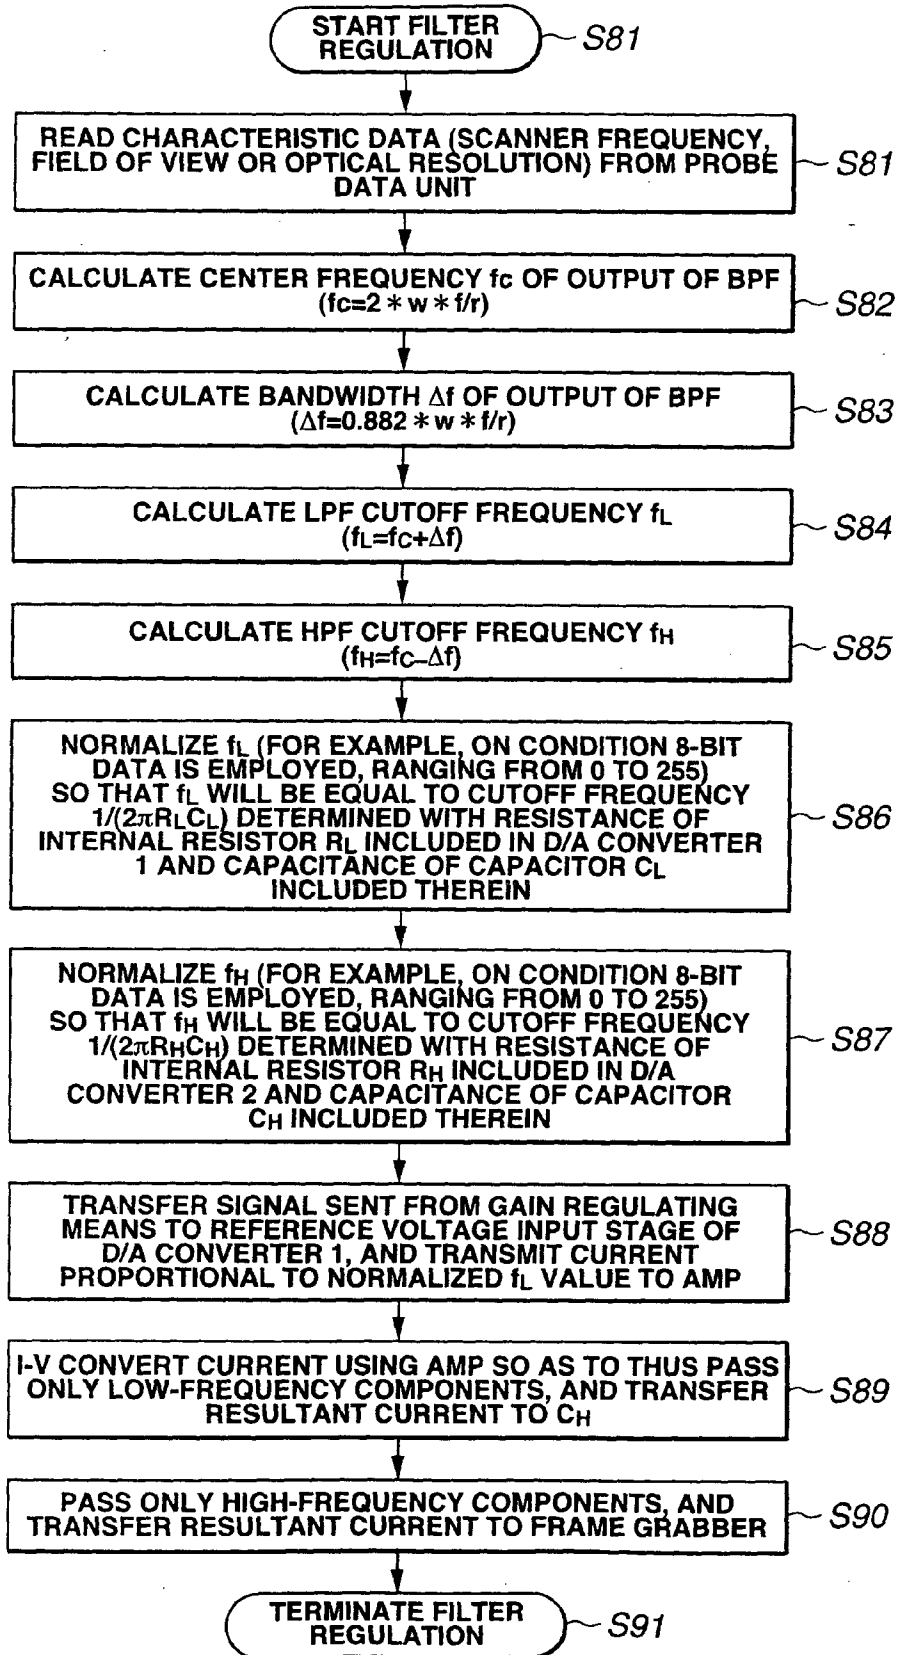 START FILTER
REGULATION
S81
READ CHARACTERISTIC DATA (SCANNER FREQUENCY,
FIELD OF VIEW OR OPTICAL RESOLUTION) FROM PROBE
DATA UNIT
S81
CALCULATE CENTER FREQUENCY fc OF OUTPUT OF BPF
(fc=2 * w * f/r)
S82
CALCULATE BANDWIDTH Δf OF OUTPUT OF BPF
(Δf=0.882 * w * f/r)
S83
CALCULATE LPF CUTOFF FREQUENCY fL
(fL=fc+Δf)
S84
CALCULATE HPF CUTOFF FREQUENCY fH
(fH=fc–Δf)
S85
NORMALIZE fL (FOR EXAMPLE, ON CONDITION 8-BIT
DATA IS EMPLOYED, RANGING FROM 0 TO 255)
SO THAT fL WILL BE EQUAL TO CUTOFF FREQUENCY
1/(2πRLCL) DETERMINED WITH RESISTANCE OF
INTERNAL RESISTOR RL INCLUDED IN D/A CONVERTER
1 AND CAPACITANCE OF CAPACITOR CL
INCLUDED THEREIN
S86
NORMALIZE fH (FOR EXAMPLE, ON CONDITION 8-BIT
DATA IS EMPLOYED, RANGING FROM 0 TO 255)
SO THAT fH WILL BE EQUAL TO CUTOFF FREQUENCY
1/(2πRHCH) DETERMINED WITH RESISTANCE OF
INTERNAL RESISTOR RH INCLUDED IN D/A
CONVERTER 2 AND CAPACITANCE OF CAPACITOR
CH INCLUDED THEREIN
S87
TRANSFER SIGNAL SENT FROM GAIN REGULATING
MEANS TO REFERENCE VOLTAGE INPUT STAGE OF
D/A CONVERTER 1, AND TRANSMIT CURRENT
PROPORTIONAL TO NORMALIZED fL VALUE TO AMP
S88
I-V CONVERT CURRENT USING AMP SO AS TO THUS PASS
ONLY LOW-FREQUENCY COMPONENTS, AND TRANSFER
RESULTANT CURRENT TO CH
S89
PASS ONLY HIGH-FREQUENCY COMPONENTS, AND
TRANSFER RESULTANT CURRENT TO FRAME GRABBER
S90
TERMINATE FILTER
REGULATION
S91